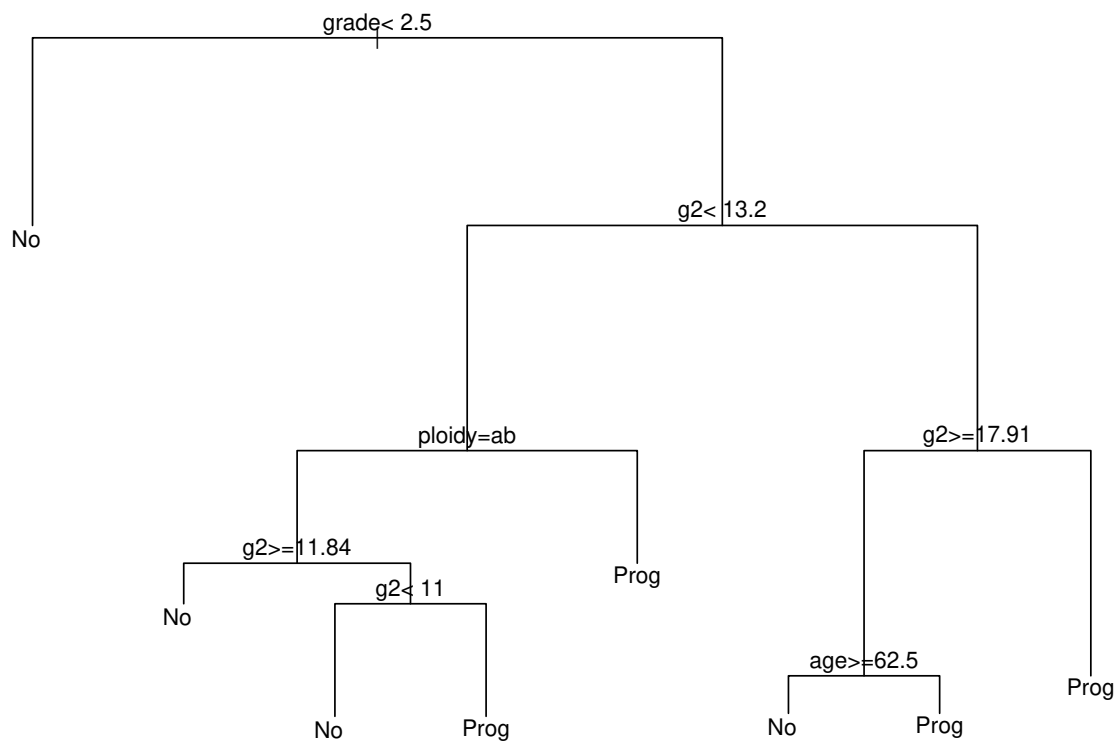 grade< 2.5
g2< 13.2
No
ploidy=ab
g2>=17.91
g2>=11.84
Prog
g2< 11
No
age>=62.5
Prog
No
Prog
No
Prog